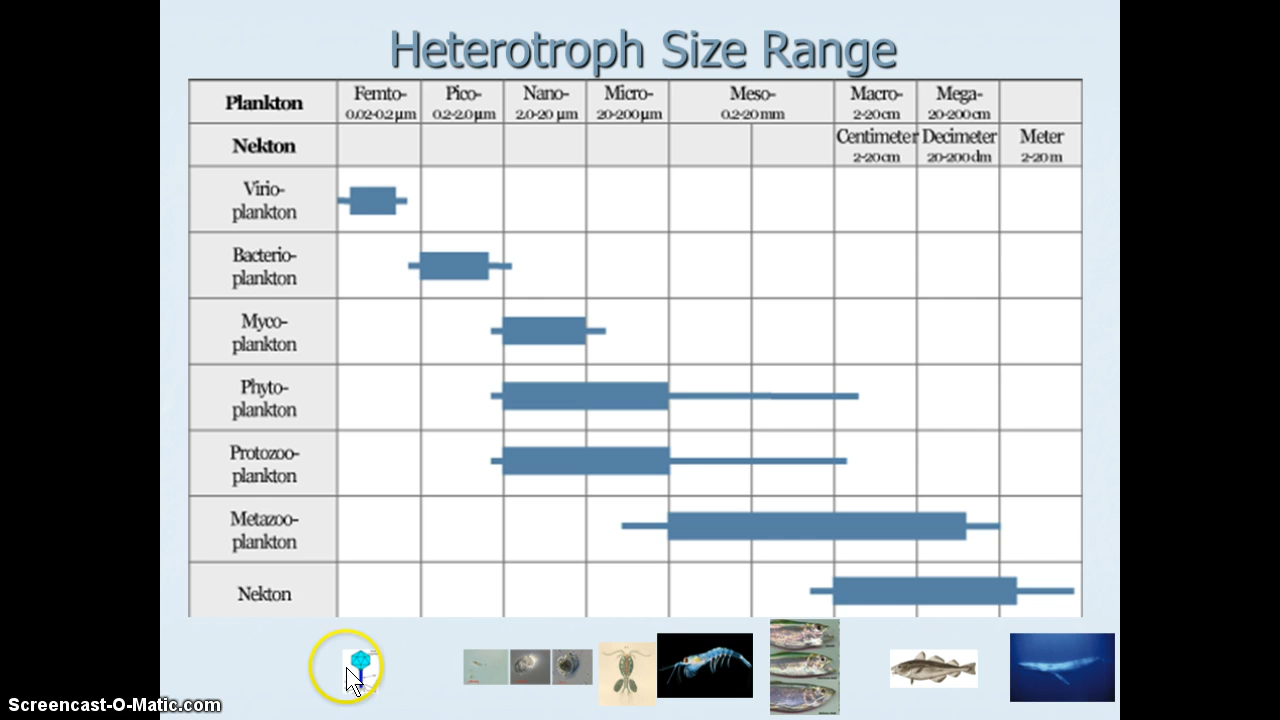 Heterotroph Size Range
Plankton Femto- Pico- Nano- Micro- Meso- Macro- Mega-
0.02-0.2 µm 0.2-2.0 µm 2.0-20 µm 20-200 µm 0.2-20 mm 2-20 cm 20-200 cm
Nekton Centimeter Decimeter Meter
2-20 cm 20-200 dm 2-20 m
Virio-
plankton
Bacterio-
plankton
Myco-
plankton
Phyto-
plankton
Protozoo-
plankton
Metazoo-
plankton
Nekton
Screencast-O-Matic.com